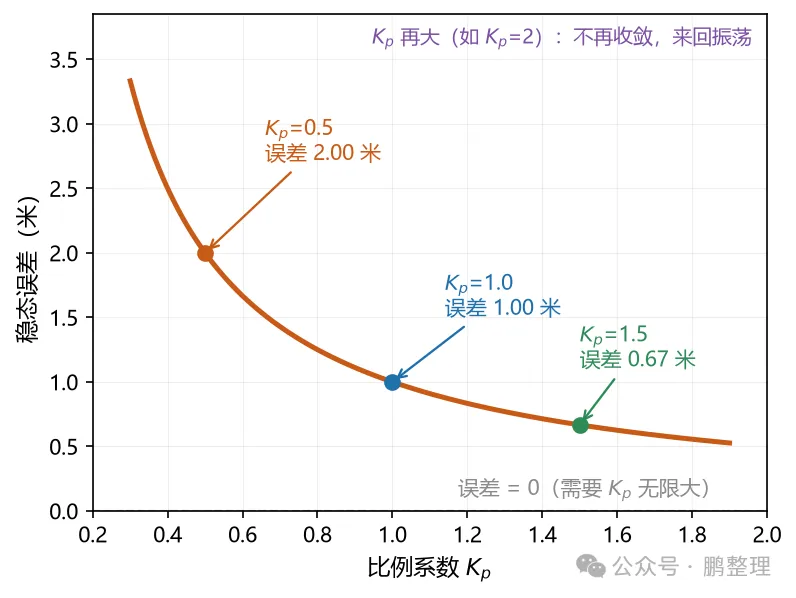 Kp 再大（如 Kp=2）：不再收敛，来回振荡
3.5
3.0
2.5
2.0
1.5
1.0
0.5
0.0
稳态误差（米）
Kp=0.5
误差 2.00 米
Kp=1.0
误差 1.00 米
Kp=1.5
误差 0.67 米
误差 = 0（需要 Kp 无限大）
0.2 0.4 0.6 0.8 1.0 1.2 1.4 1.6 1.8 2.0
比例系数 Kp
公众号 · 鹏整理